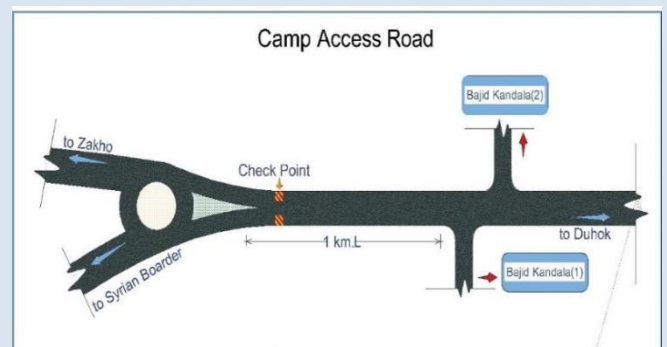 Camp Access Road
Bajid Kandala(2)
to Zakho
Check Point
1 km.L
to Duhok
to Syrian Boarder
Bajid Kandala(1)